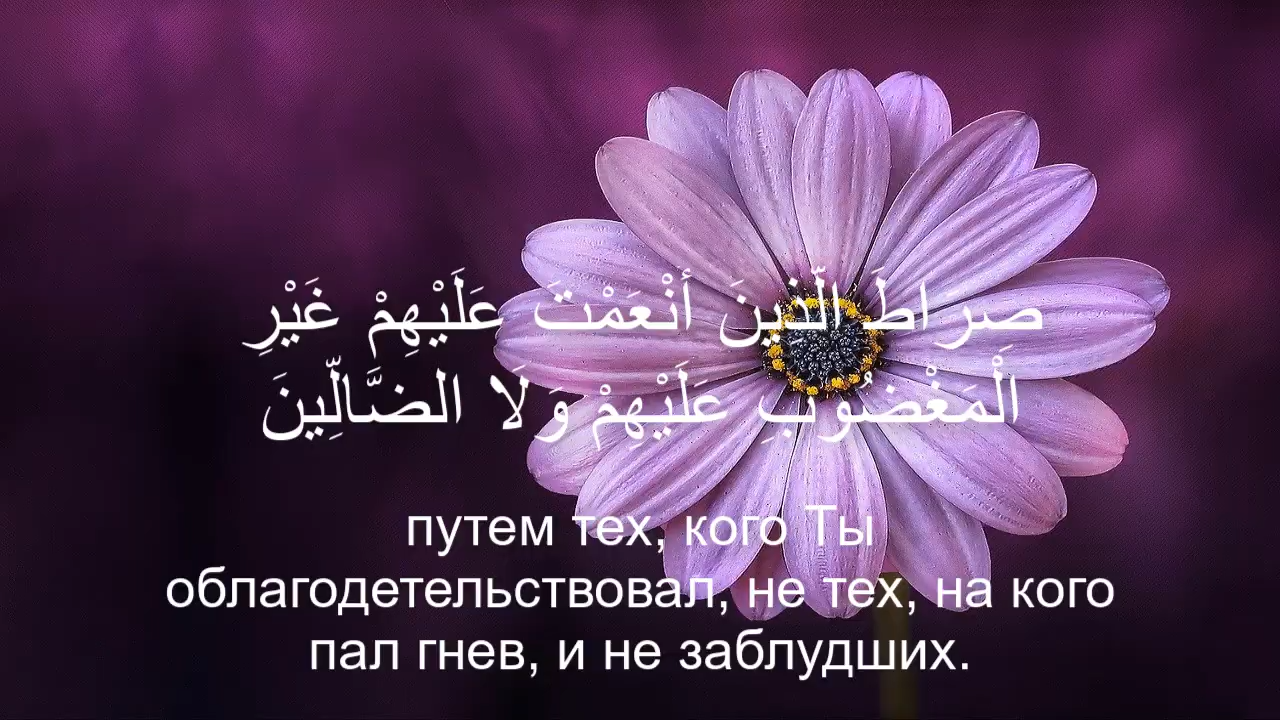 صِرَاطَ الَّذِينَ أَنْعَمْتَ عَلَيْهِمْ غَيْرِ
الْمَغْضُوبِ عَلَيْهِمْ وَلَا الضَّالِّينَ
путем тех, кого Ты
облагодетельствовал, не тех, на кого
пал гнев, и не заблудших.